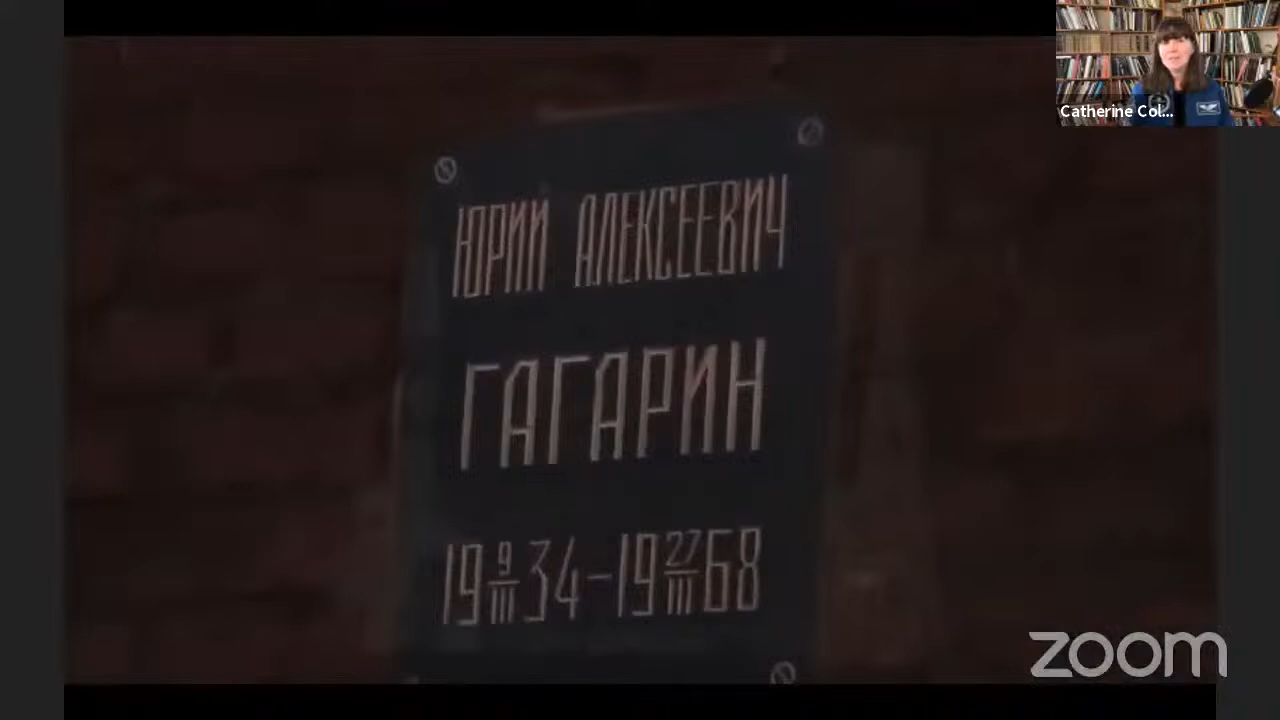 Catherine Col...
ЮРИЙ АЛЕКСЕЕВИЧ
ГАГАРИН
19 9/III 34-19 27/III 68
zoom